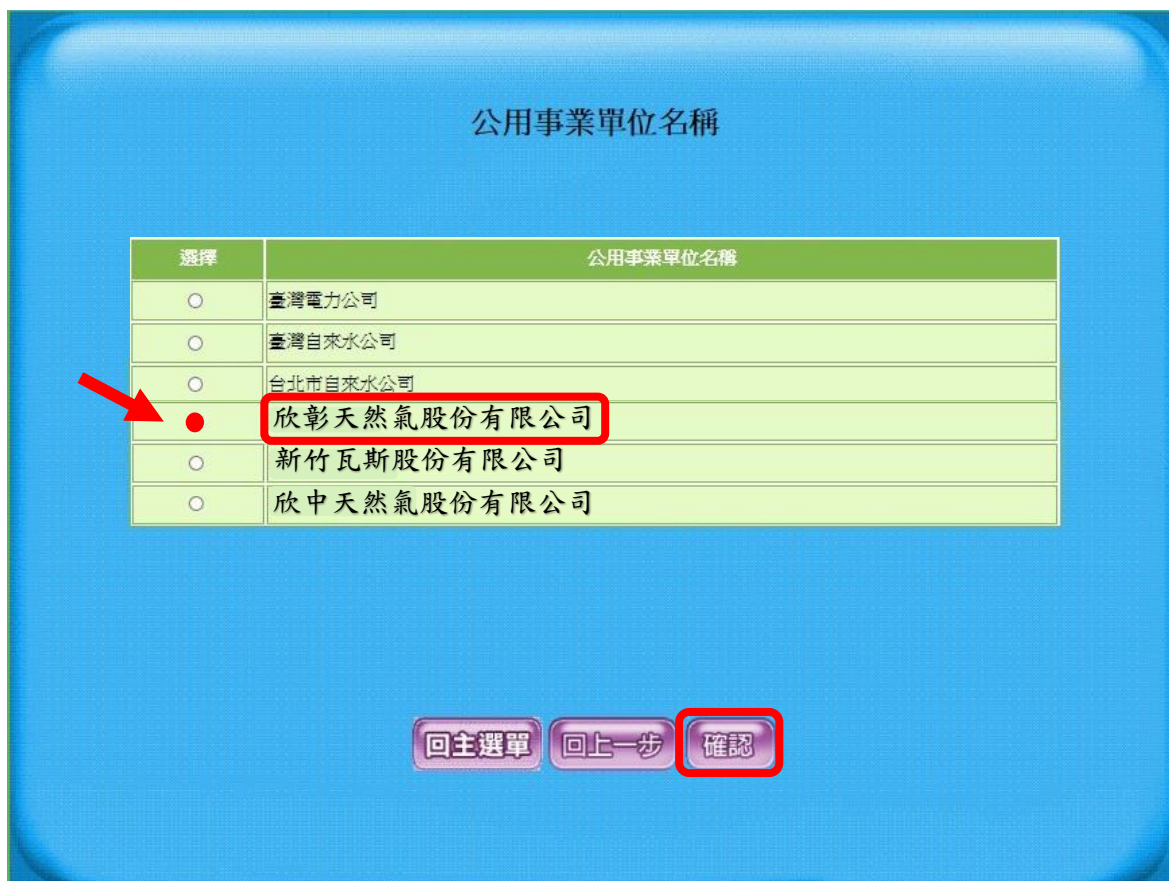 公用事業單位名稱
選擇 公用事業單位名稱
臺灣電力公司
臺灣自來水公司
台北市自來水公司
欣彰天然氣股份有限公司
新竹瓦斯股份有限公司
欣中天然氣股份有限公司
回主選單 回上一步 確認